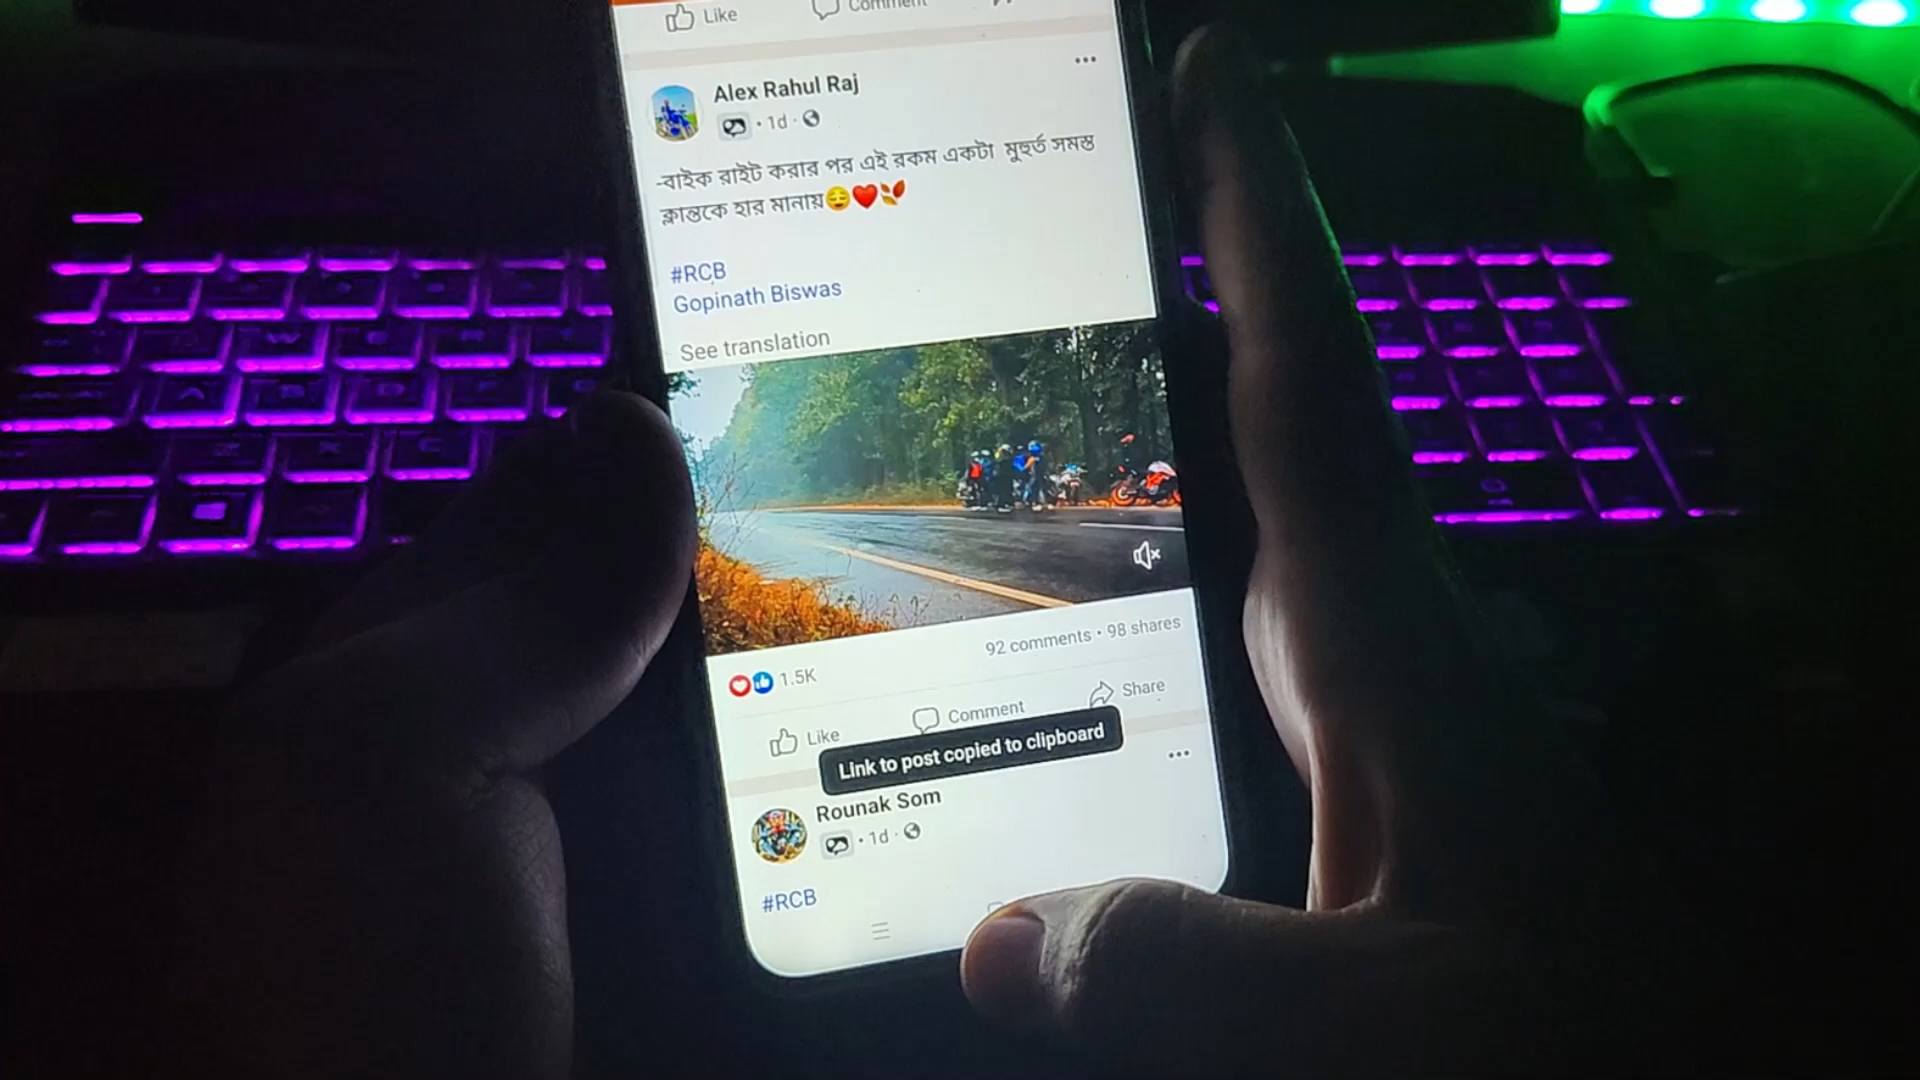 Like
Comment
Alex Rahul Raj
1d
-বাইক রাইট করার পর এই রকম একটা মুহুর্ত সমস্ত
ক্লান্তকে হার মানায়😌❤️🍂
#RCB
Gopinath Biswas
See translation
1.5K
92 comments • 98 shares
Like
Comment
Share
Link to post copied to clipboard
Rounak Som
1d
#RCB